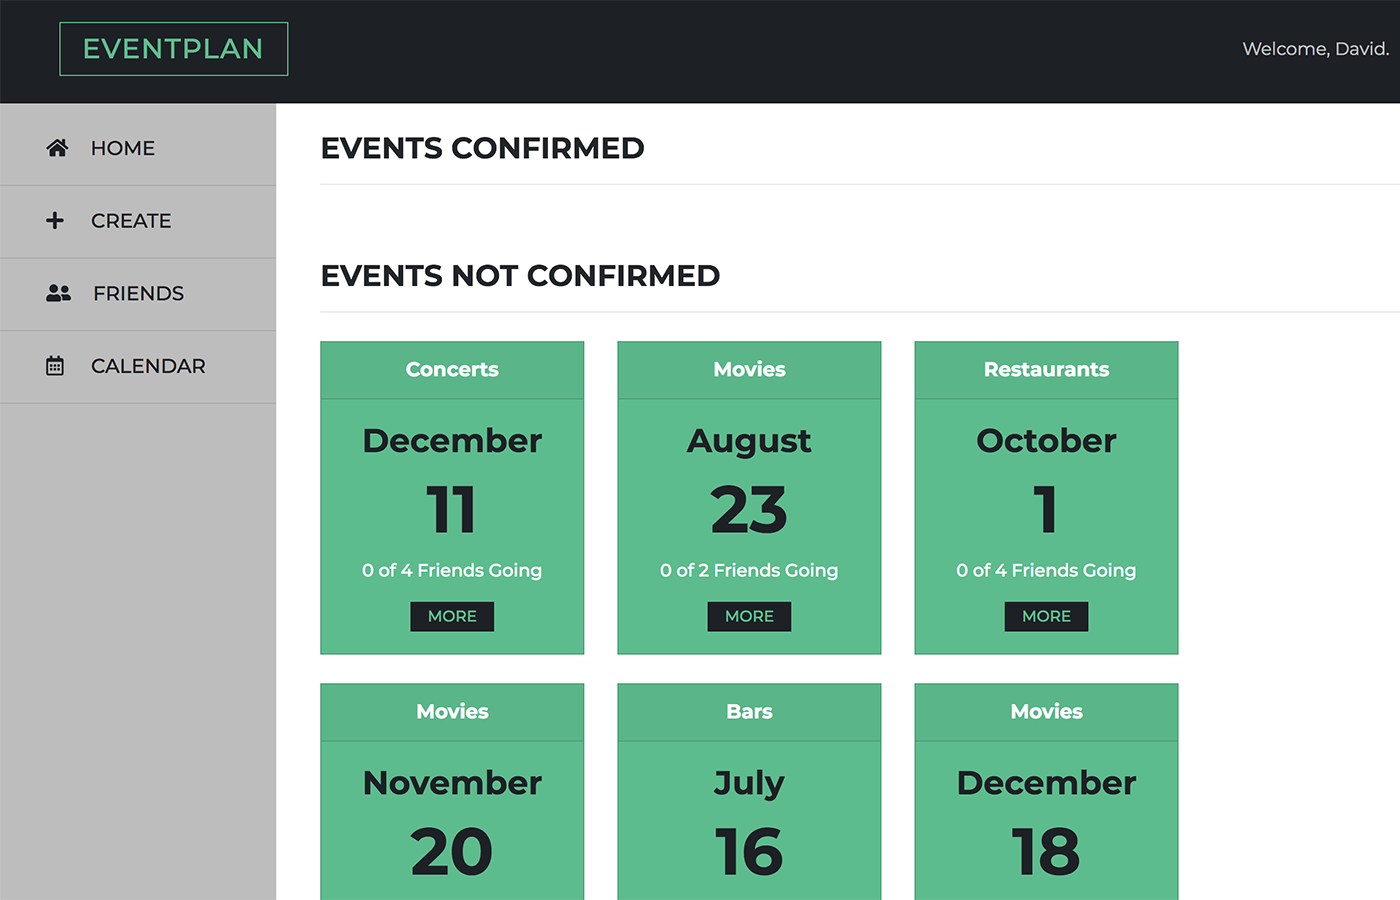 EVENTPLAN
Welcome, David.
HOME
CREATE
FRIENDS
CALENDAR
EVENTS CONFIRMED
EVENTS NOT CONFIRMED
Concerts
December
11
0 of 4 Friends Going
MORE
Movies
August
23
0 of 2 Friends Going
MORE
Restaurants
October
1
0 of 4 Friends Going
MORE
Movies
November
20
Bars
July
16
Movies
December
18